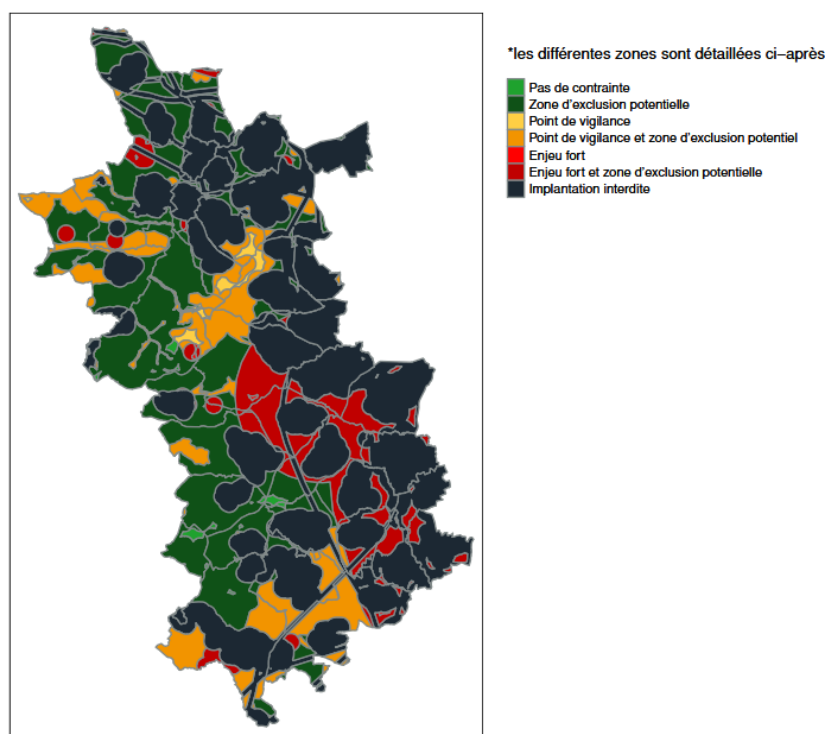 *les différentes zones sont détaillées ci–après
Pas de contrainte
Zone d'exclusion potentielle
Point de vigilance
Point de vigilance et zone d'exclusion potentiel
Enjeu fort
Enjeu fort et zone d'exclusion potentielle
Implantation interdite